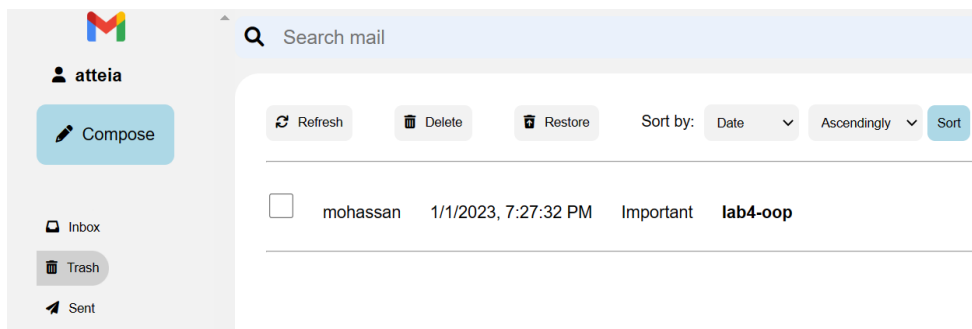 Search mail
atteia
Compose
Refresh Delete Restore Sort by: Date Ascendingly Sort
mohassan 1/1/2023, 7:27:32 PM Important lab4-oop
Inbox
Trash
Sent